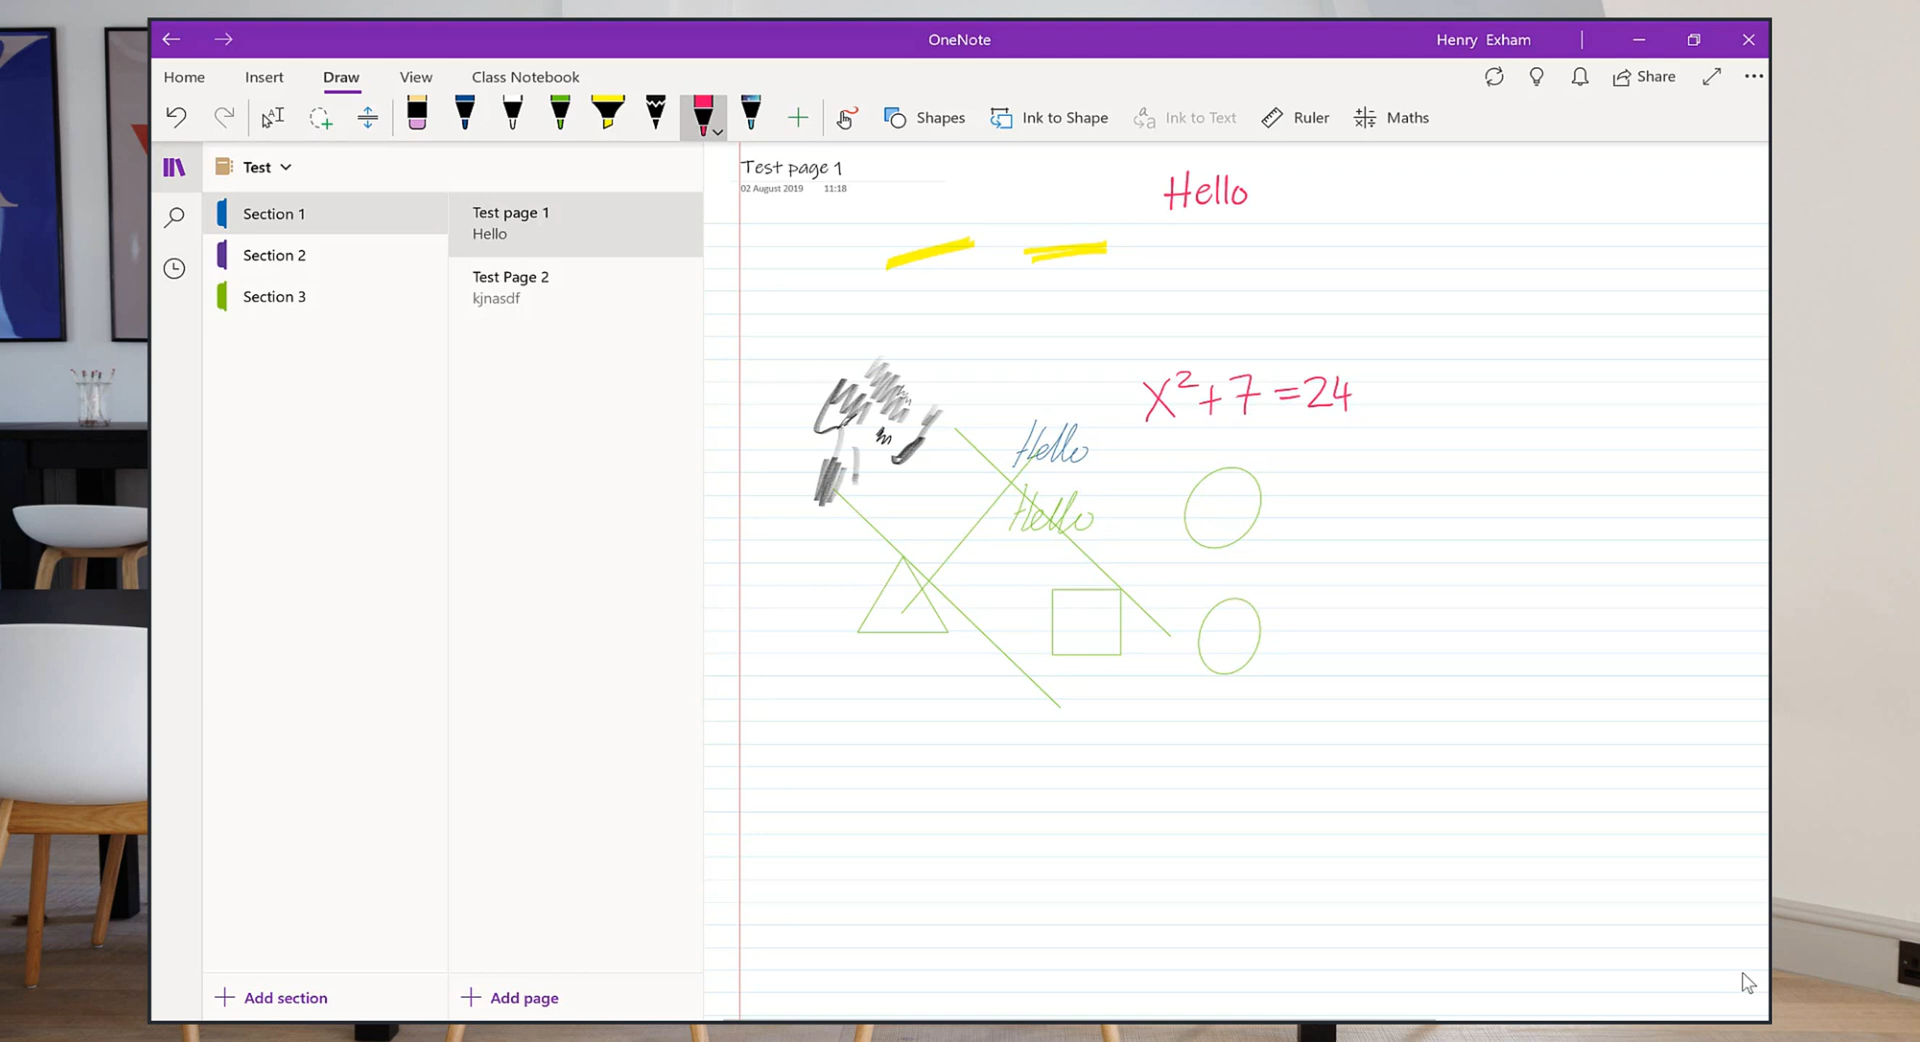 OneNote
Henry Exham
Home Insert Draw View Class Notebook
Share
Shapes Ink to Shape Ink to Text Ruler Maths
Test
Section 1
Section 2
Section 3
Test page 1
Hello
Test Page 2
kjnasdf
Add section
Add page
Test page 1
02 August 2019 11:18
Hello
X²+7=24
Hello
Hello